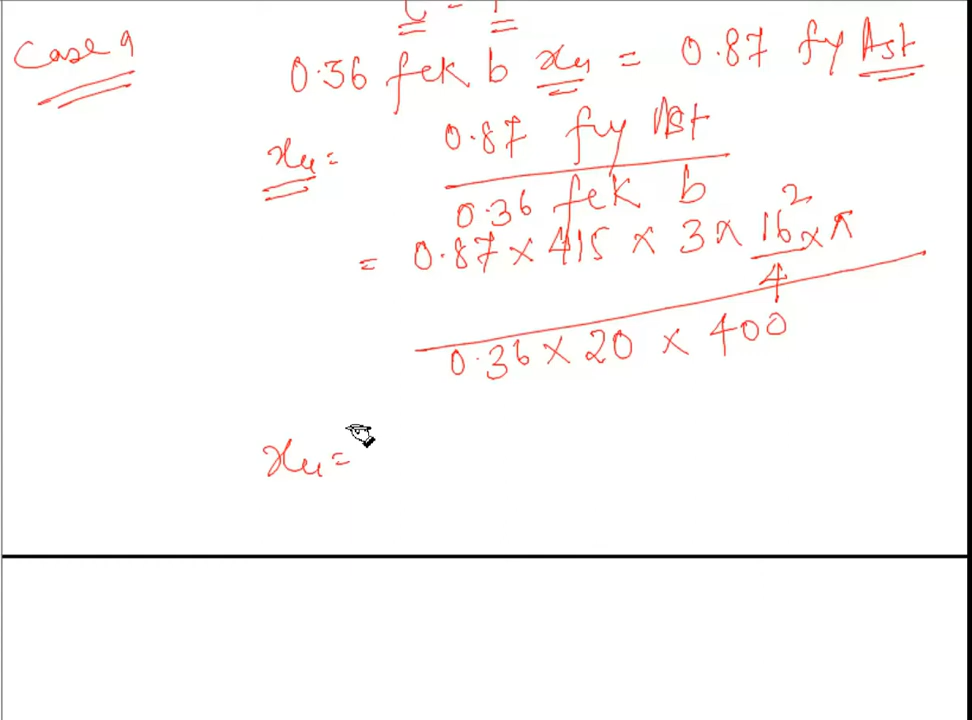 C = T
Case 9
0.36 fck b xu = 0.87 fy Ast
xu = 0.87 fy Ast
0.36 fck b
= 0.87 × 415 × 3 × 16² × π
4
0.36 × 20 × 400
xu =